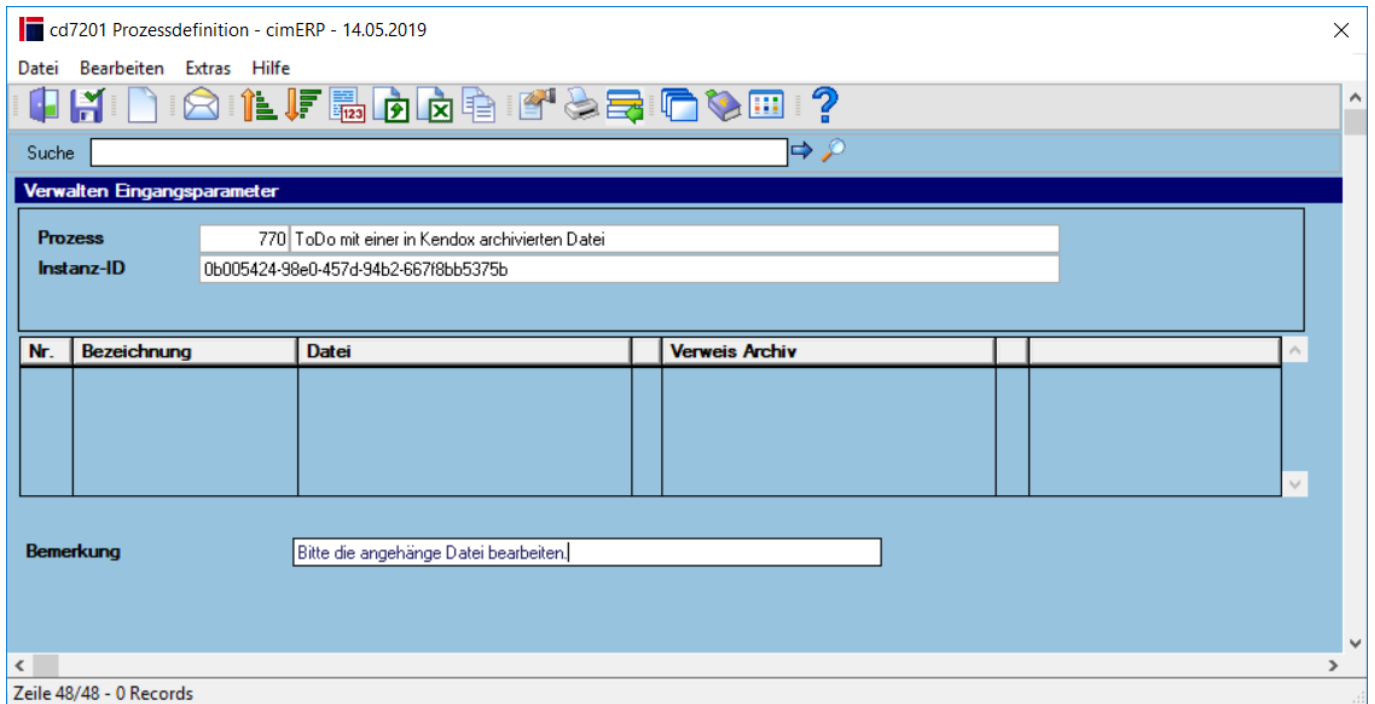 cd7201 Prozessdefinition - cimERP - 14.05.2019
Datei Bearbeiten Extras Hilfe
123
Suche
Verwalten Eingangsparameter
Prozess 770 ToDo mit einer in Kendox archivierten Datei
Instanz-ID 0b005424-98e0-457d-94b2-667f8bb5375b
Nr. Bezeichnung Datei Verweis Archiv
Bemerkung Bitte die angehänge Datei bearbeiten.
Zeile 48/48 - 0 Records